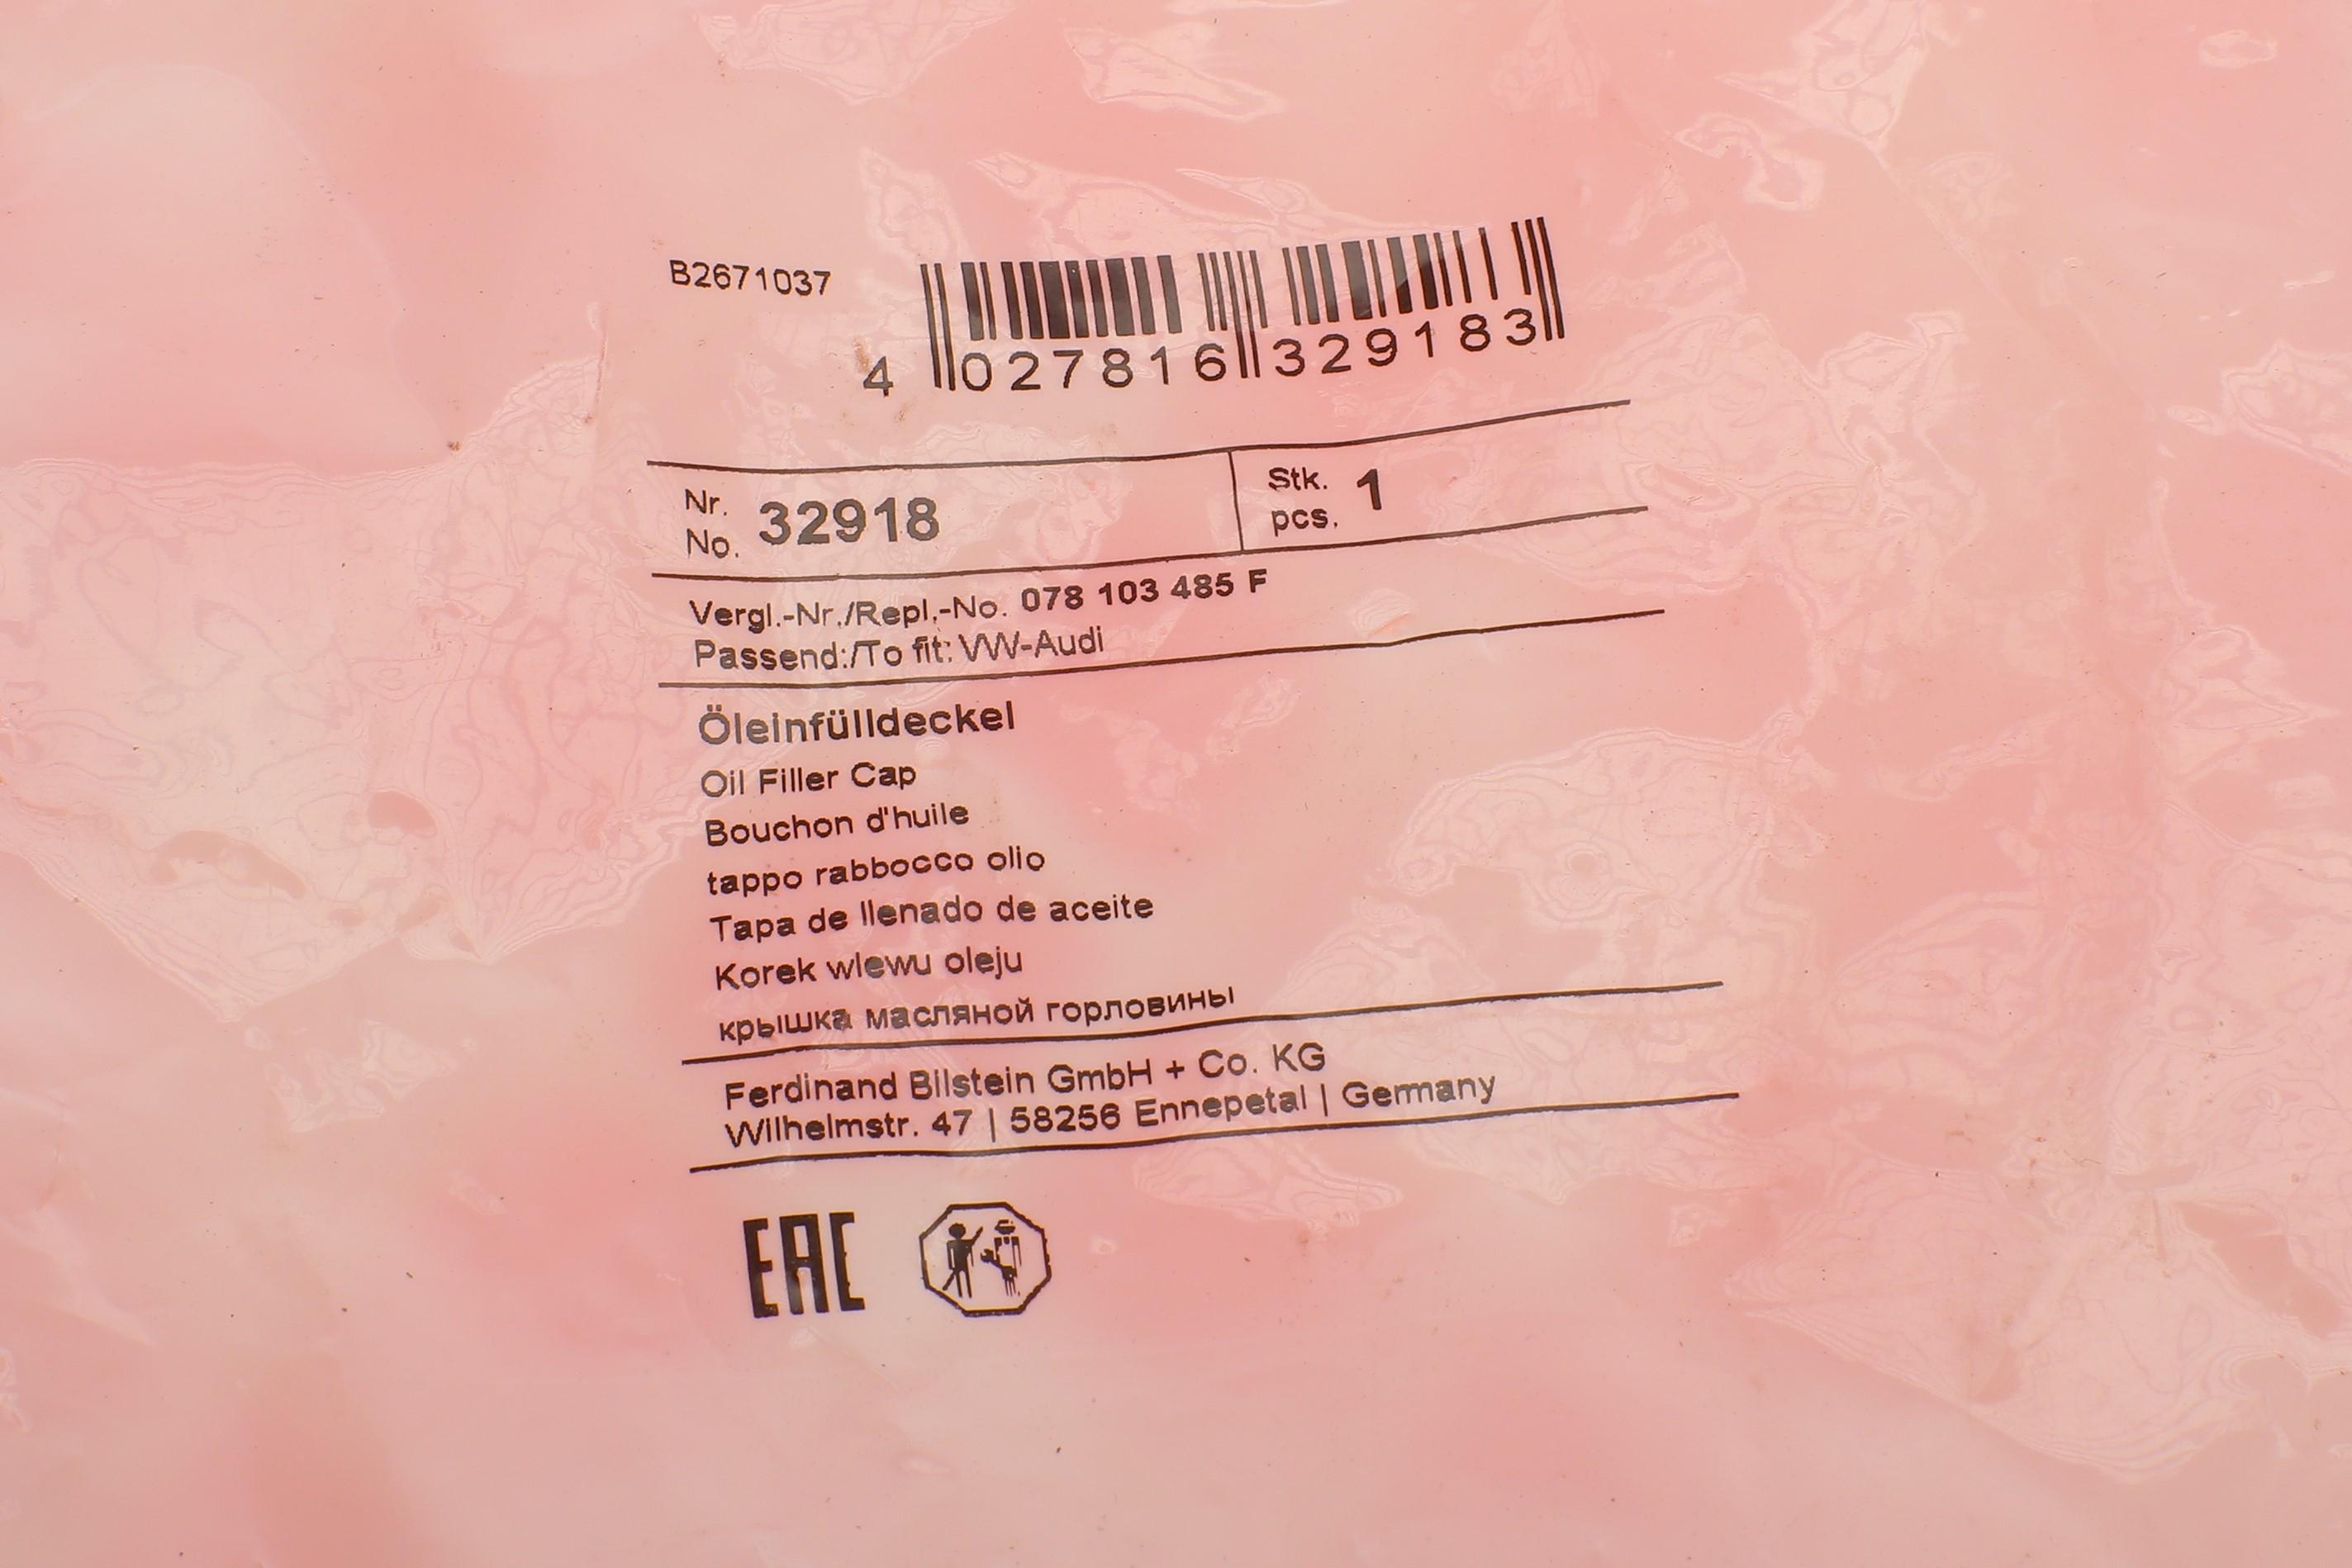 B2671037
4 027816 329183
Nr.
No. 32918
Stk.
pcs. 1
Vergl.-Nr./Repl.-No. 078 103 485 F
Passend:/To fit: VW-Audi
Öleinfülldeckel
Oil Filler Cap
Bouchon d'huile
tappo rabbocco olio
Tapa de llenado de aceite
Korek wlewu oleju
крышка масляной горловины
Ferdinand Bilstein GmbH + Co. KG
Wilhelmstr. 47 | 58256 Ennepetal | Germany
EAC